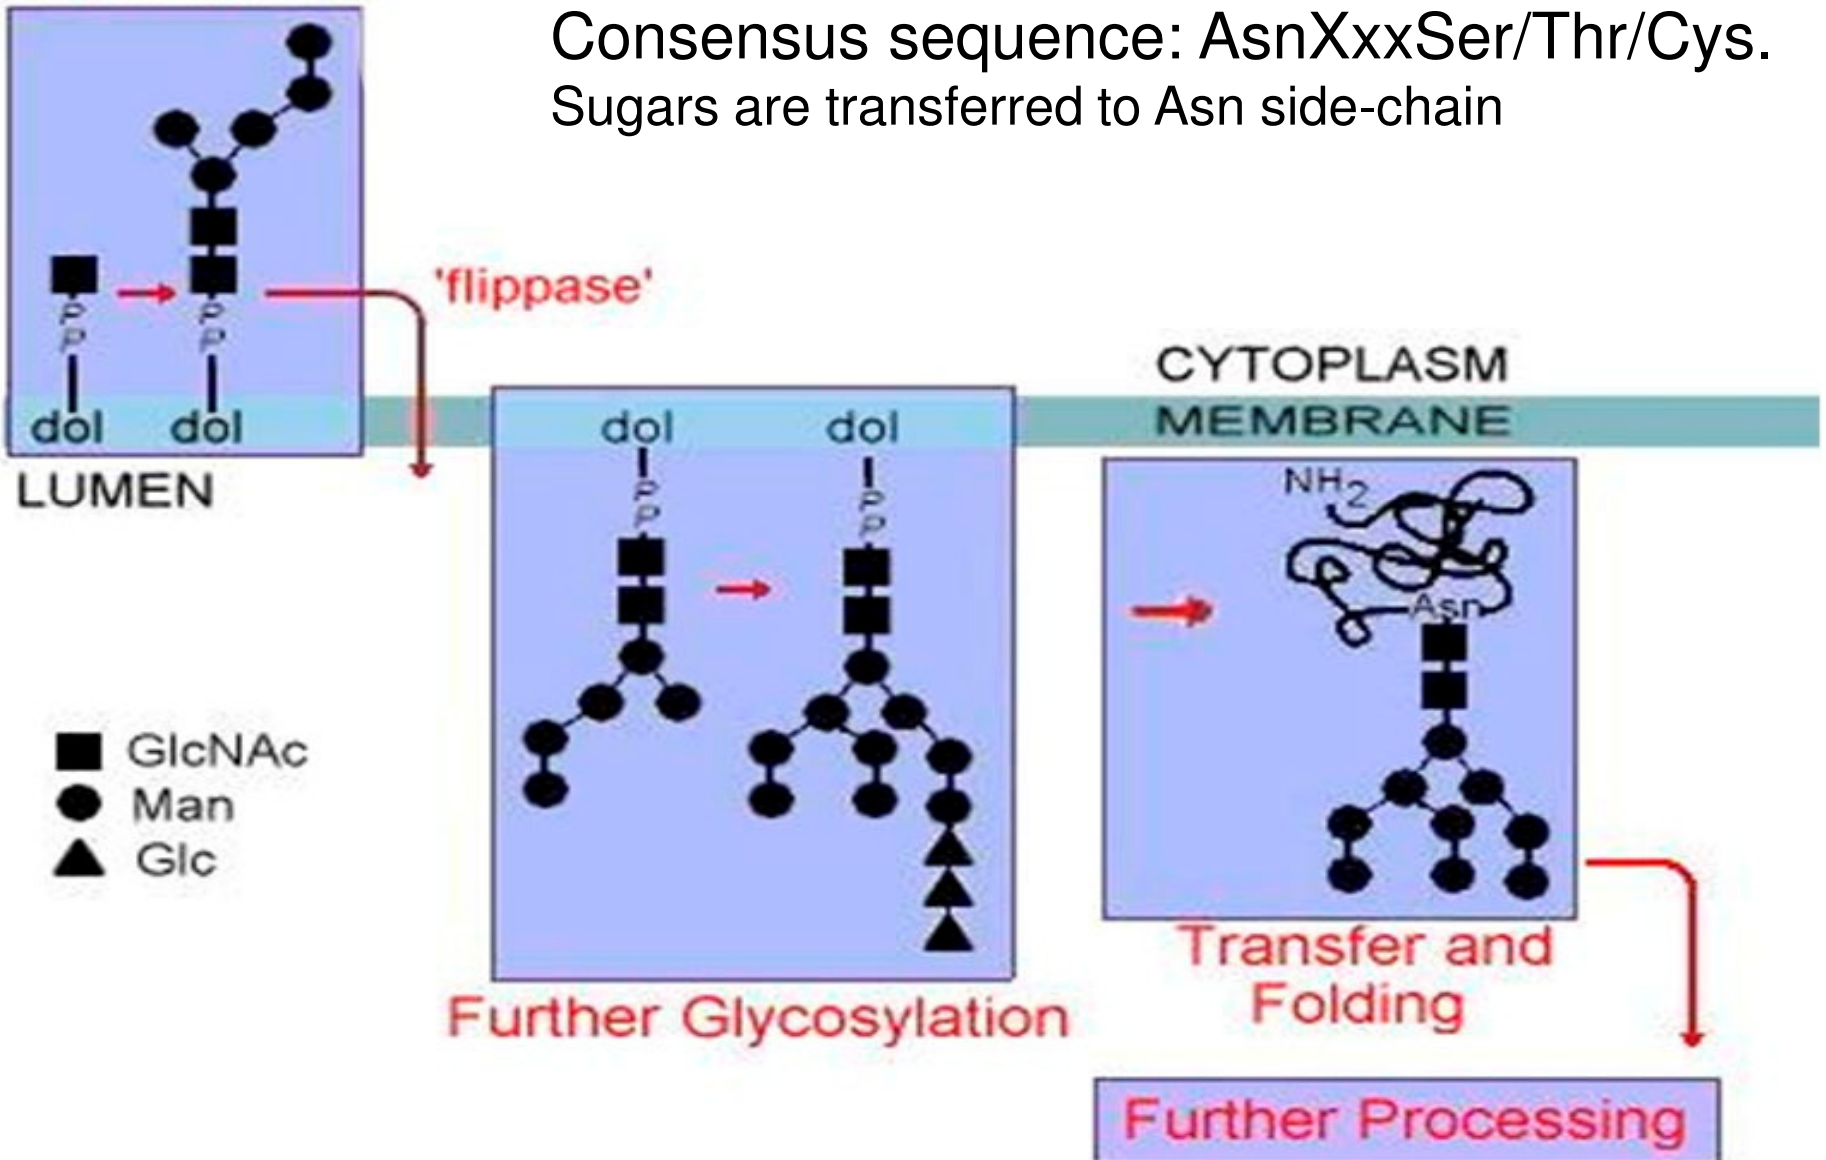 Consensus sequence: AsnXxxSer/Thr/Cys.
Sugars are transferred to Asn side-chain
P P
P P
dol dol
LUMEN
'flippase'
CYTOPLASM
MEMBRANE
dol dol
P P
P P
NH2
Asn
GlcNAc
Man
Glc
Further Glycosylation
Transfer and
Folding
Further Processing